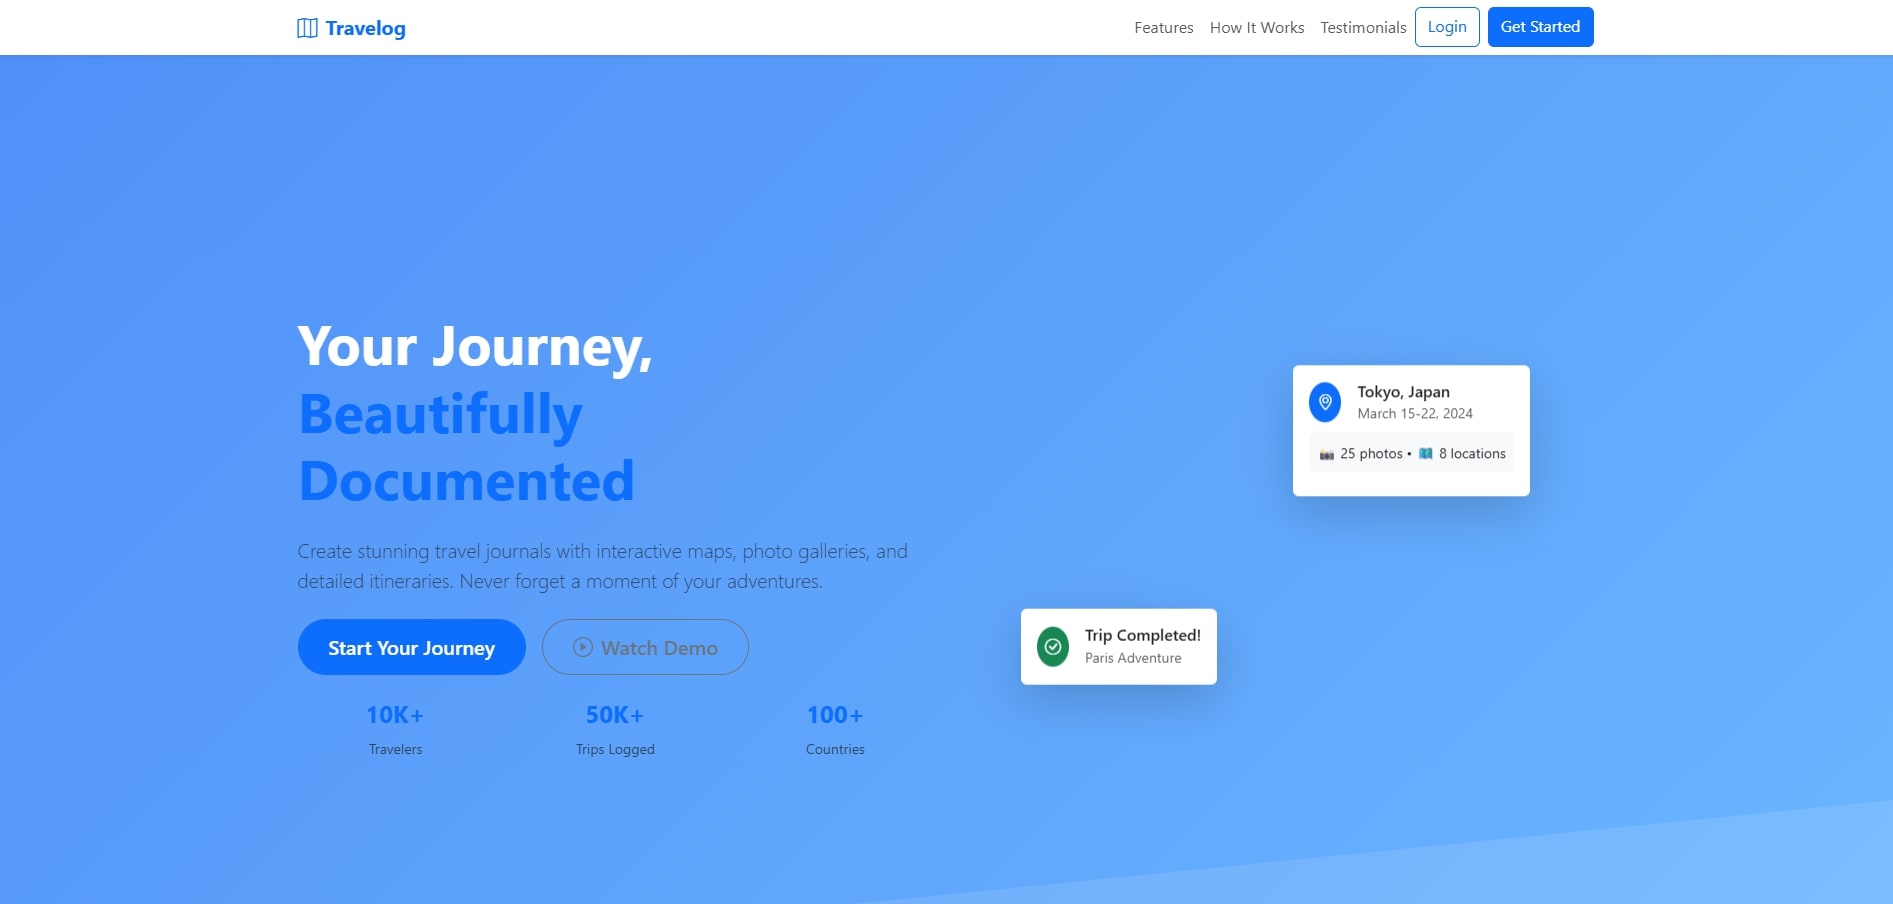 Travelog
Features
How It Works
Testimonials
Login
Get Started
Your Journey,
Beautifully
Documented
Create stunning travel journals with interactive maps, photo galleries, and
detailed itineraries. Never forget a moment of your adventures.
Start Your Journey
Watch Demo
10K+
Travelers
50K+
Trips Logged
100+
Countries
Tokyo, Japan
March 15-22, 2024
📸 25 photos • 🗺️ 8 locations
Trip Completed!
Paris Adventure